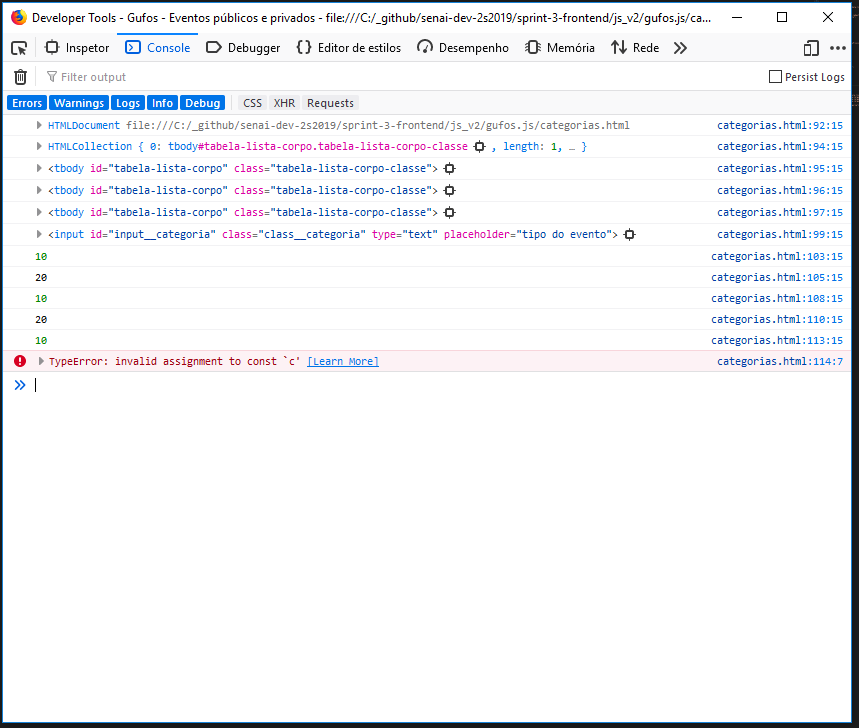 Developer Tools - Gufos - Eventos públicos e privados - file:///C:/_github/senai-dev-2s2019/sprint-3-frontend/js_v2/gufos.js/ca...
Inspetor Console Debugger {} Editor de estilos Desempenho Memória Rede
Filter output Persist Logs
Errors Warnings Logs Info Debug CSS XHR Requests
HTMLDocument file:///C:/_github/senai-dev-2s2019/sprint-3-frontend/js_v2/gufos.js/categorias.html categorias.html:92:15
HTMLCollection { 0: tbody#tabela-lista-corpo.tabela-lista-corpo-classe , length: 1, … } categorias.html:94:15
<tbody id="tabela-lista-corpo" class="tabela-lista-corpo-classe"> categorias.html:95:15
<tbody id="tabela-lista-corpo" class="tabela-lista-corpo-classe"> categorias.html:96:15
<tbody id="tabela-lista-corpo" class="tabela-lista-corpo-classe"> categorias.html:97:15
<input id="input__categoria" class="class__categoria" type="text" placeholder="tipo do evento"> categorias.html:99:15
10 categorias.html:103:15
20 categorias.html:105:15
10 categorias.html:108:15
20 categorias.html:110:15
10 categorias.html:113:15
TypeError: invalid assignment to const `c' [Learn More] categorias.html:114:7